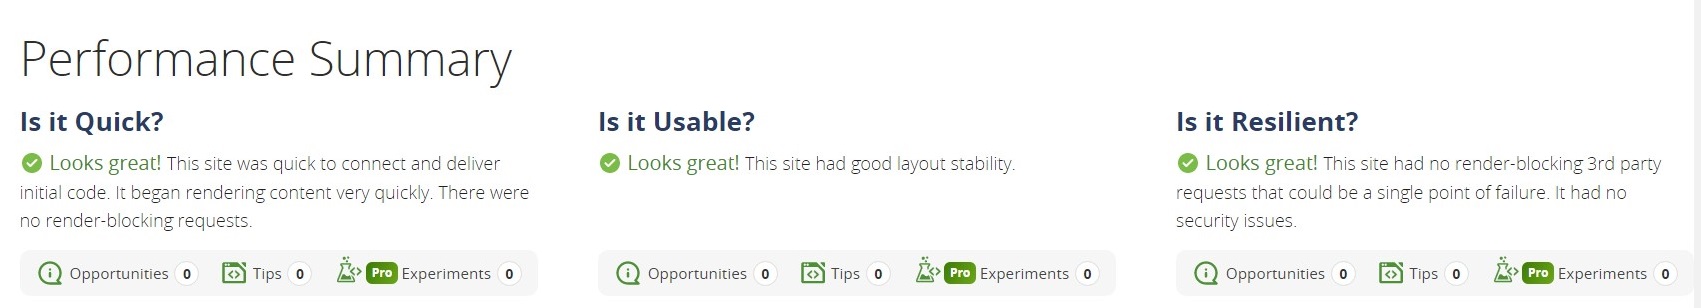 Performance Summary
Is it Quick?
Looks great! This site was quick to connect and deliver
initial code. It began rendering content very quickly. There were
no render-blocking requests.
Opportunities 0 Tips 0 Pro Experiments 0
Is it Usable?
Looks great! This site had good layout stability.
Opportunities 0 Tips 0 Pro Experiments 0
Is it Resilient?
Looks great! This site had no render-blocking 3rd party
requests that could be a single point of failure. It had no
security issues.
Opportunities 0 Tips 0 Pro Experiments 0